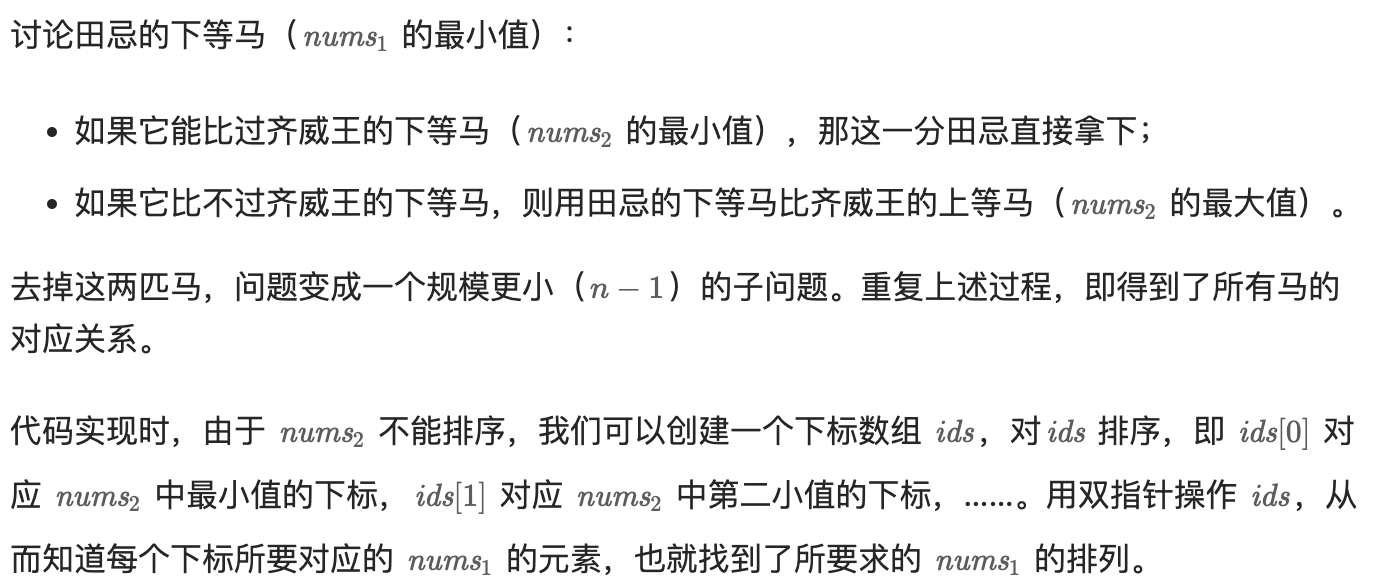 讨论田忌的下等马（nums₁ 的最小值）：
• 如果它能比过齐威王的下等马（nums₂ 的最小值），那这一分田忌直接拿下；
• 如果它比不过齐威王的下等马，则用田忌的下等马比齐威王的上等马（nums₂ 的最大值）。
去掉这两匹马，问题变成一个规模更小（n − 1）的子问题。重复上述过程，即得到了所有马的
对应关系。
代码实现时，由于 nums₂ 不能排序，我们可以创建一个下标数组 ids，对 ids 排序，即 ids[0] 对
应 nums₂ 中最小值的下标， ids[1] 对应 nums₂ 中第二小值的下标，……。用双指针操作 ids，从
而知道每个下标所要对应的 nums₁ 的元素，也就找到了所要求的 nums₁ 的排列。